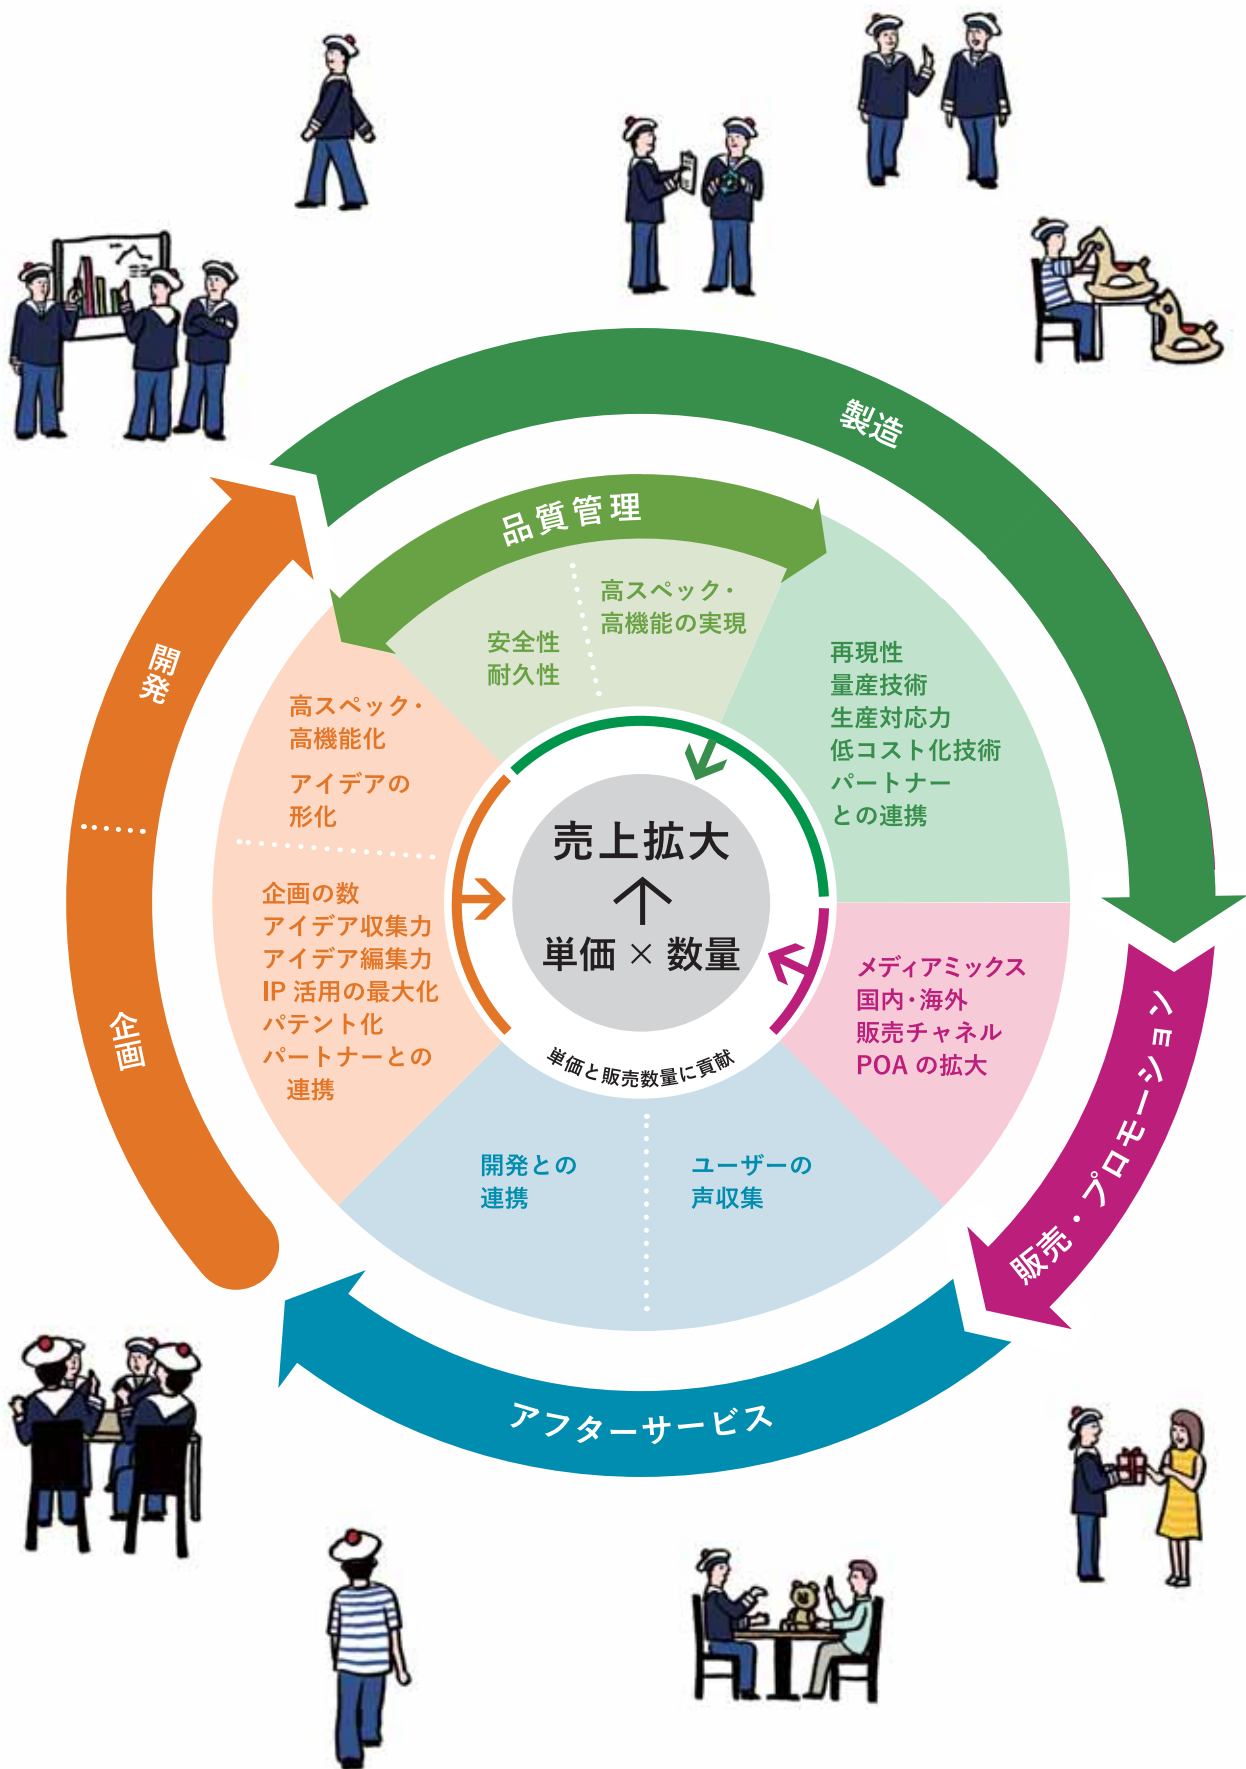 製造
品質管理
高スペック・
高機能の実現
安全性
耐久性
再現性
量産技術
生産対応力
低コスト化技術
パートナー
との連携
開発
高スペック・
高機能化
アイデアの
形化
企画
企画の数
アイデア収集力
アイデア編集力
IP 活用の最大化
パテント化
パートナーとの
連携
売上拡大
単価 × 数量
単価と販売数量に貢献
メディアミックス
国内・海外
販売チャネル
POA の拡大
販売・プロモーション
開発との
連携
ユーザーの
声収集
アフターサービス